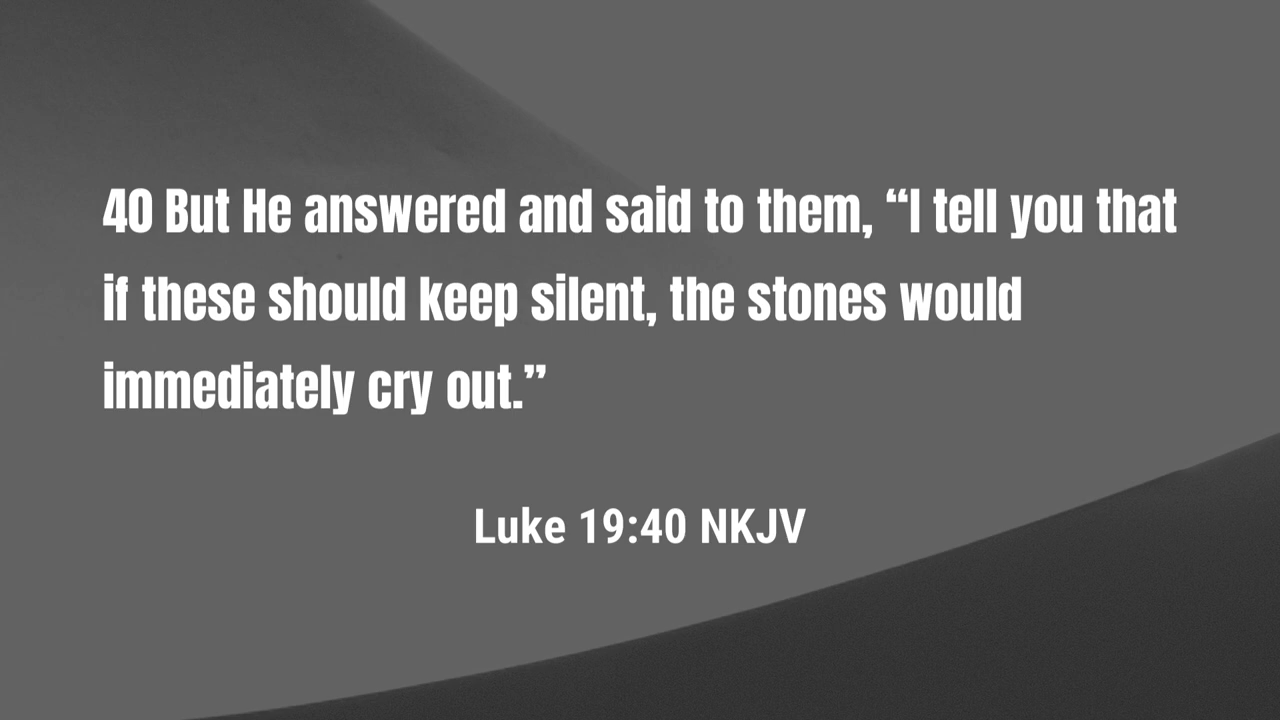 40 But He answered and said to them, “I tell you that
if these should keep silent, the stones would
immediately cry out.”
Luke 19:40 NKJV